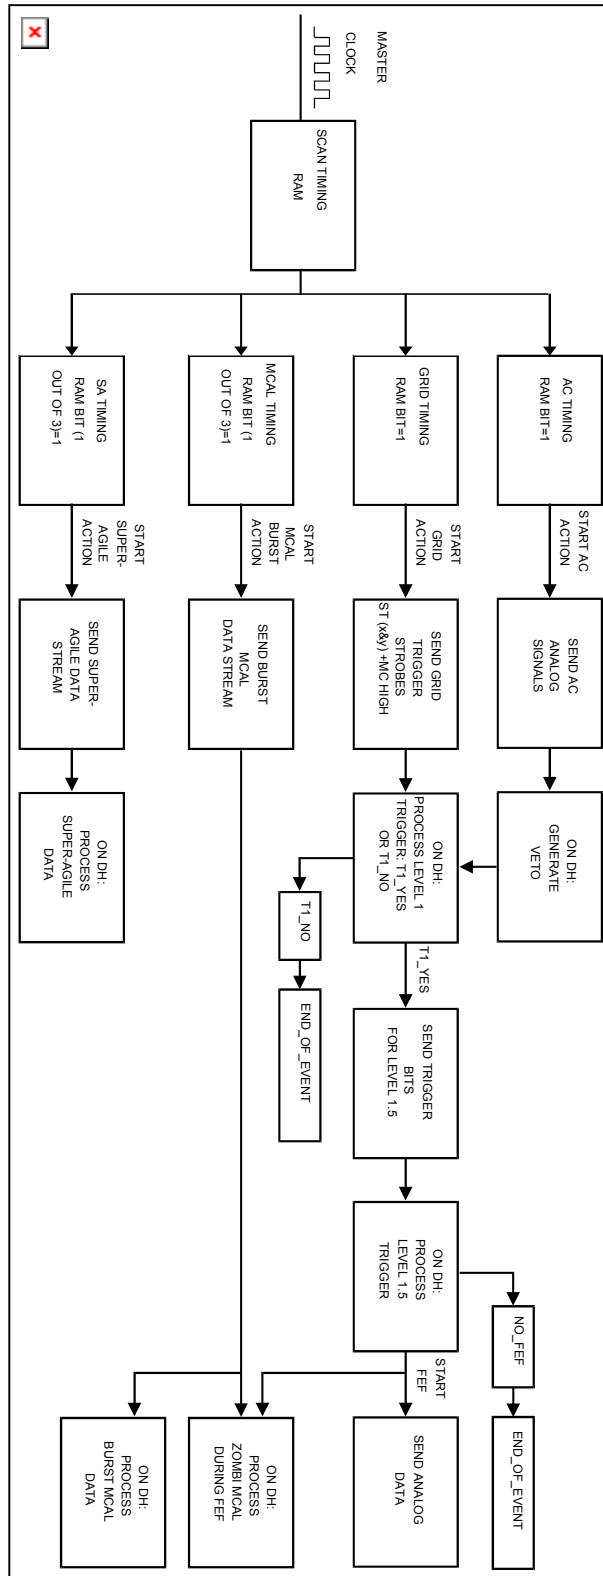 MASTER
CLOCK
SCAN TIMING
RAM
AC TIMING
RAM BIT=1
START AC
ACTION
SEND AC
ANALOG
SIGNALS
ON DH:
GENERATE
VETO
GRID TIMING
RAM BIT=1
START
GRID
ACTION
SEND GRID
TRIGGER
STROBES
ST (x&y) +MC HIGH
ON DH:
PROCESS LEVEL 1
TRIGGER: T1_YES
OR T1_NO
T1_YES
T1_NO
END_OF_EVENT
SEND TRIGGER
BITS
FOR LEVEL 1.5
ON DH:
PROCESS
LEVEL 1.5
TRIGGER
NO_FEF
END_OF_EVENT
START
FEF
SEND ANALOG
DATA
MCAL TIMING
RAM BIT (1
OUT OF 3)=1
START
MCAL
BURST
ACTION
SEND BURST
MCAL
DATA STREAM
ON DH:
PROCESS
ZOMBI MCAL
DURING FEF
ON DH:
PROCESS
BURST MCAL
DATA
SA TIMING
RAM BIT (1
OUT OF 3)=1
START
SUPER-
AGILE
ACTION
SEND SUPER-
AGILE DATA
STREAM
ON DH:
PROCESS
SUPER-AGILE
DATA